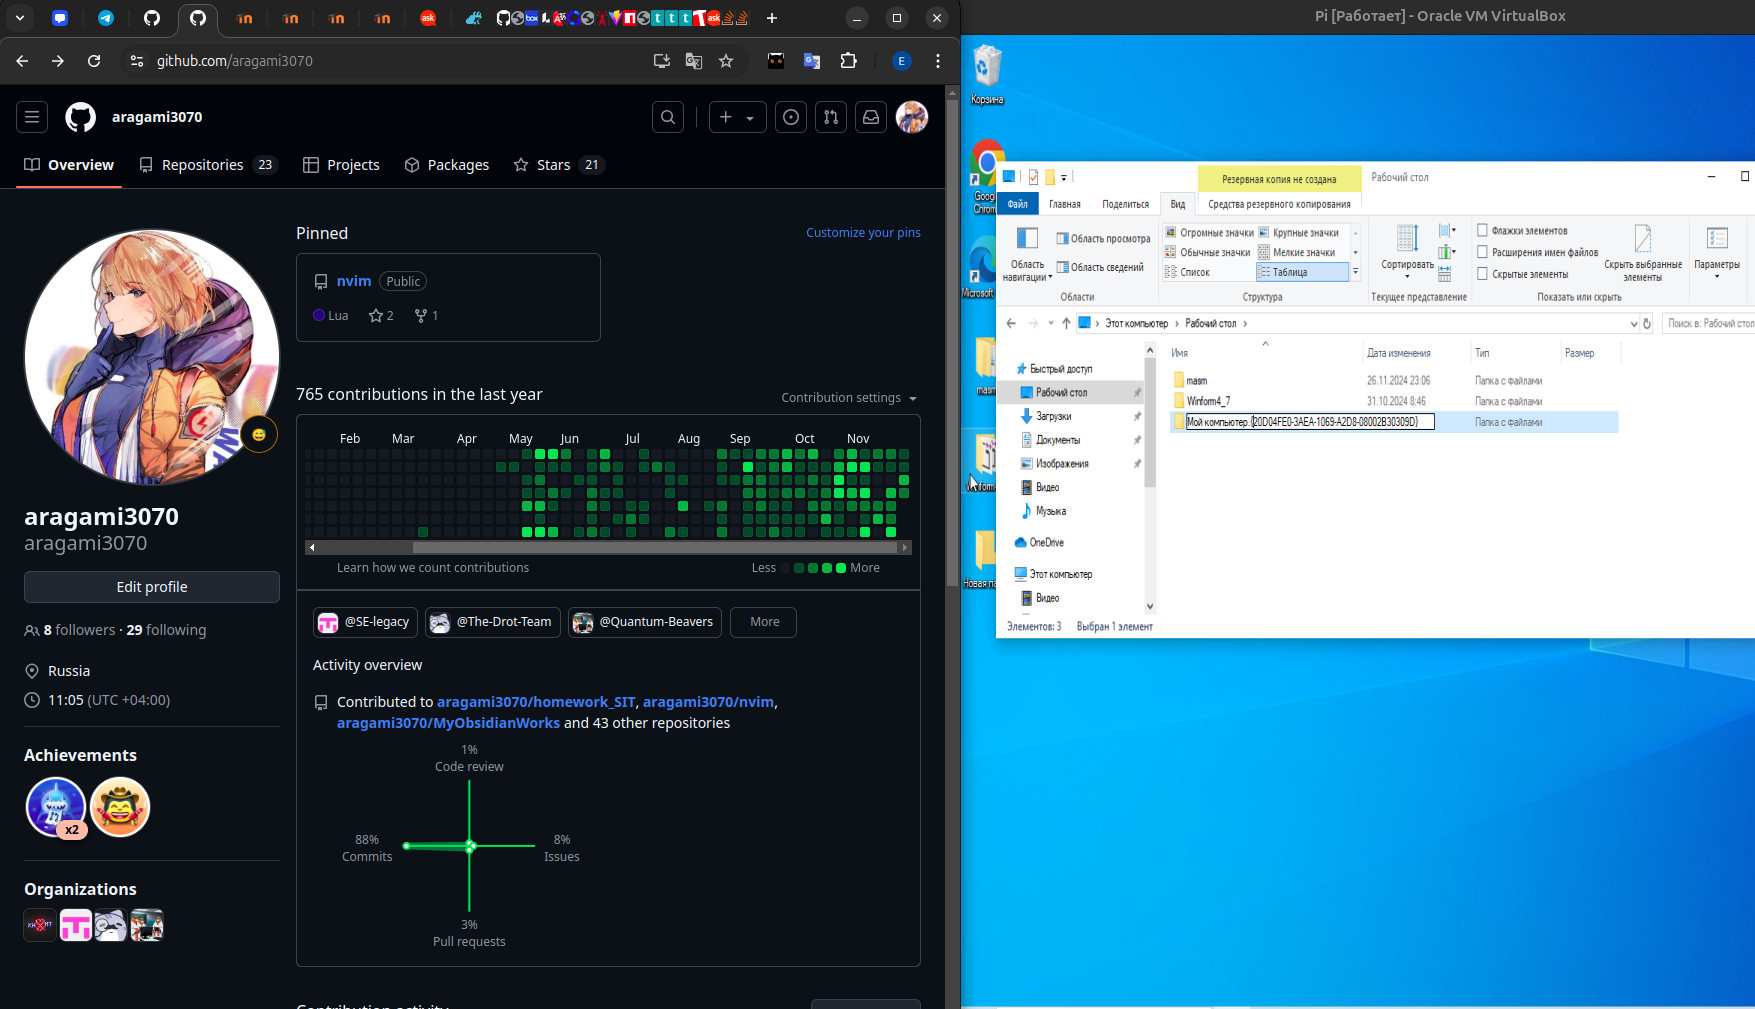 github.com/aragami3070
E
aragami3070
Overview
Repositories 23
Projects
Packages
Stars 21
Pinned
Customize your pins
nvim Public
Lua 2 1
765 contributions in the last year
Contribution settings
Feb Mar Apr May Jun Jul Aug Sep Oct Nov
Learn how we count contributions
Less More
@SE-legacy
@The-Drot-Team
@Quantum-Beavers
More
Activity overview
Contributed to aragami3070/homework_SIT, aragami3070/nvim,
aragami3070/MyObsidianWorks and 43 other repositories
1%
Code review
88%
Commits
8%
Issues
3%
Pull requests
aragami3070
aragami3070
Edit profile
8 followers · 29 following
Russia
11:05 (UTC +04:00)
Achievements
x2
Organizations
Pi [Работает] - Oracle VM VirtualBox
Корзина
Microsoft
Резервная копия не создана
Рабочий стол
Файл
Главная
Поделиться
Вид
Средства резервного копирования
Область
навигации
Область просмотра
Область сведений
Области
Огромные значки
Крупные значки
Обычные значки
Мелкие значки
Список
Таблица
Структура
Сортировать
Текущее представление
Флажки элементов
Расширения имен файлов
Скрытые элементы
Скрыть выбранные
элементы
Показать или скрыть
Параметры
Этот компьютер › Рабочий стол ›
Поиск в: Рабочий стол
Имя
Дата изменения
Тип
Размер
masm 26.11.2024 23:06 Папка с файлами
Winform4_7 31.10.2024 8:46 Папка с файлами
Мой компьютер.{20D04FE0-3AEA-1069-A2D8-08002B30309D} Папка с файлами
Быстрый доступ
Рабочий стол
Загрузки
Документы
Изображения
Видео
Музыка
OneDrive
Этот компьютер
Видео
Элементов: 3
Выбран 1 элемент